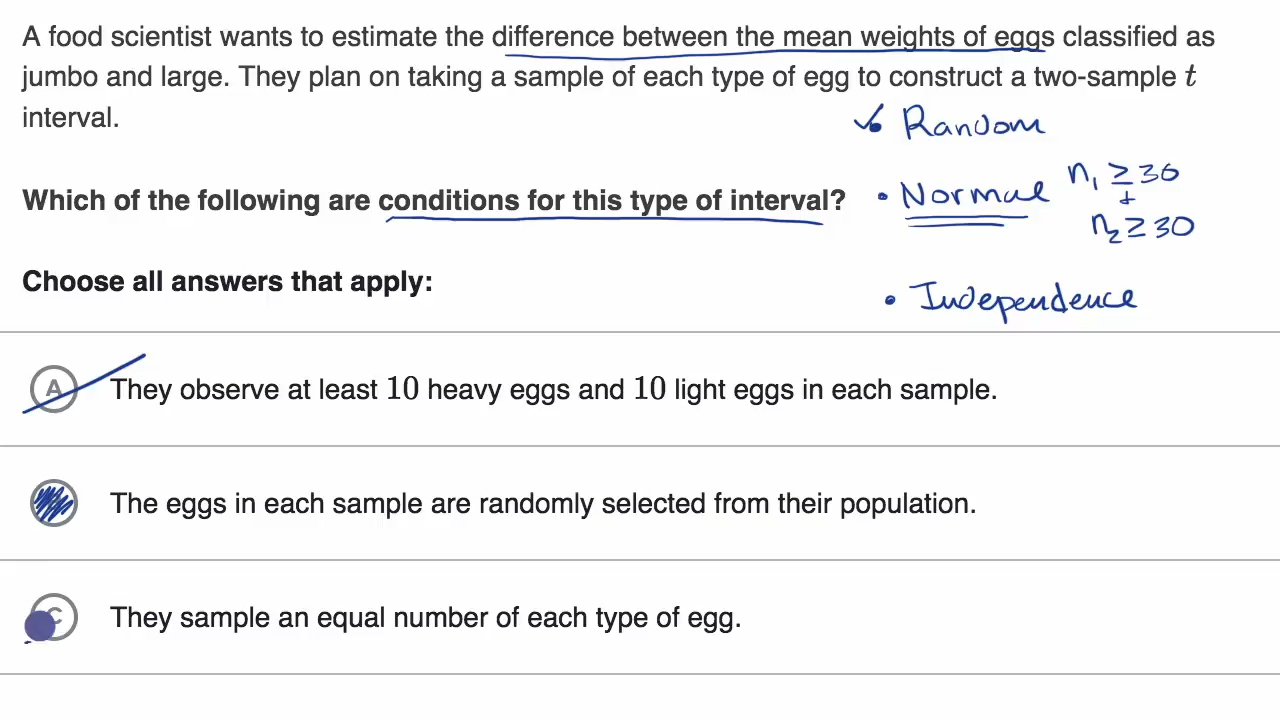 A food scientist wants to estimate the difference between the mean weights of eggs classified as
jumbo and large. They plan on taking a sample of each type of egg to construct a two-sample t
interval.
Random
Which of the following are conditions for this type of interval?
Normal n₁ ≥ 30
+
n₂ ≥ 30
Choose all answers that apply:
Independence
A They observe at least 10 heavy eggs and 10 light eggs in each sample.
The eggs in each sample are randomly selected from their population.
C They sample an equal number of each type of egg.